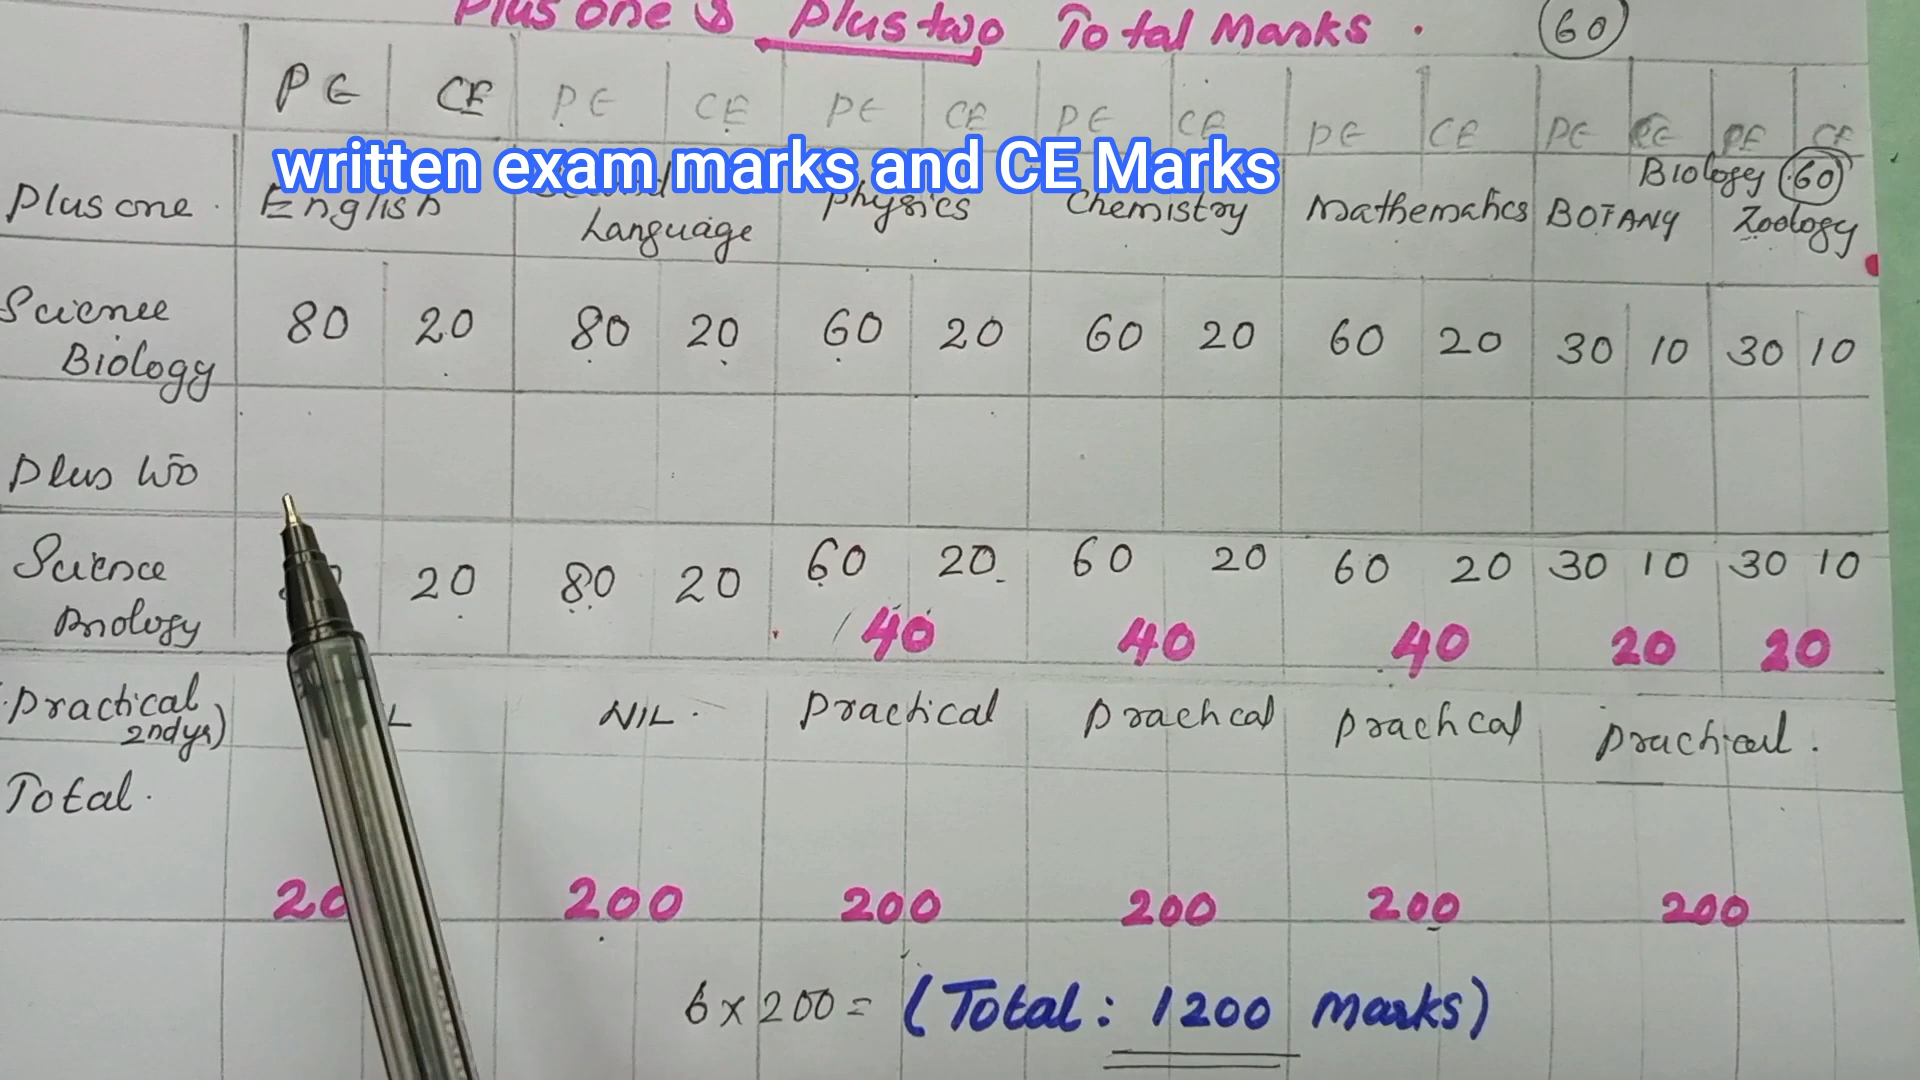 Plus one & Plus two Total Marks. 60
PE CE PE CE PE CE PE CE PE CE PE CE PE CE
written exam marks and CE Marks
Biology 60
Plus one. English Language Physics Chemistry Mathematics BOTANY Zoology
Science Biology 80 20 80 20 60 20 60 20 60 20 30 10 30 10
Plus two
Science Biology 20 80 20 60 20 60 20 60 20 30 10 30 10
40 40 40 20 20
Practical 2ndyr) L NIL. Practical Practical Practical Practical.
Total.
200 200 200 200 200
6 x 200 = (Total: 1200 Marks)